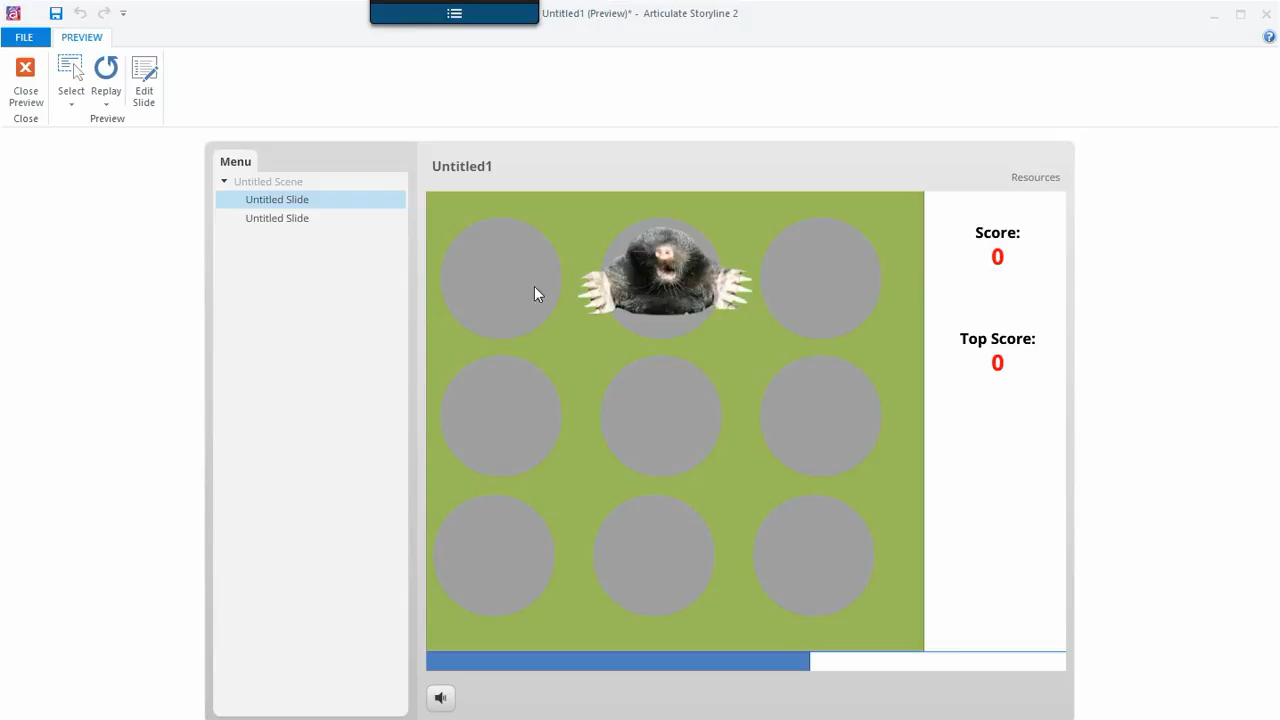 Untitled1 (Preview)* - Articulate Storyline 2
FILE
PREVIEW
Close
Preview
Select
Replay
Edit
Slide
Close
Preview
Menu
Untitled Scene
Untitled Slide
Untitled Slide
Untitled1
Resources
Score:
0
Top Score:
0